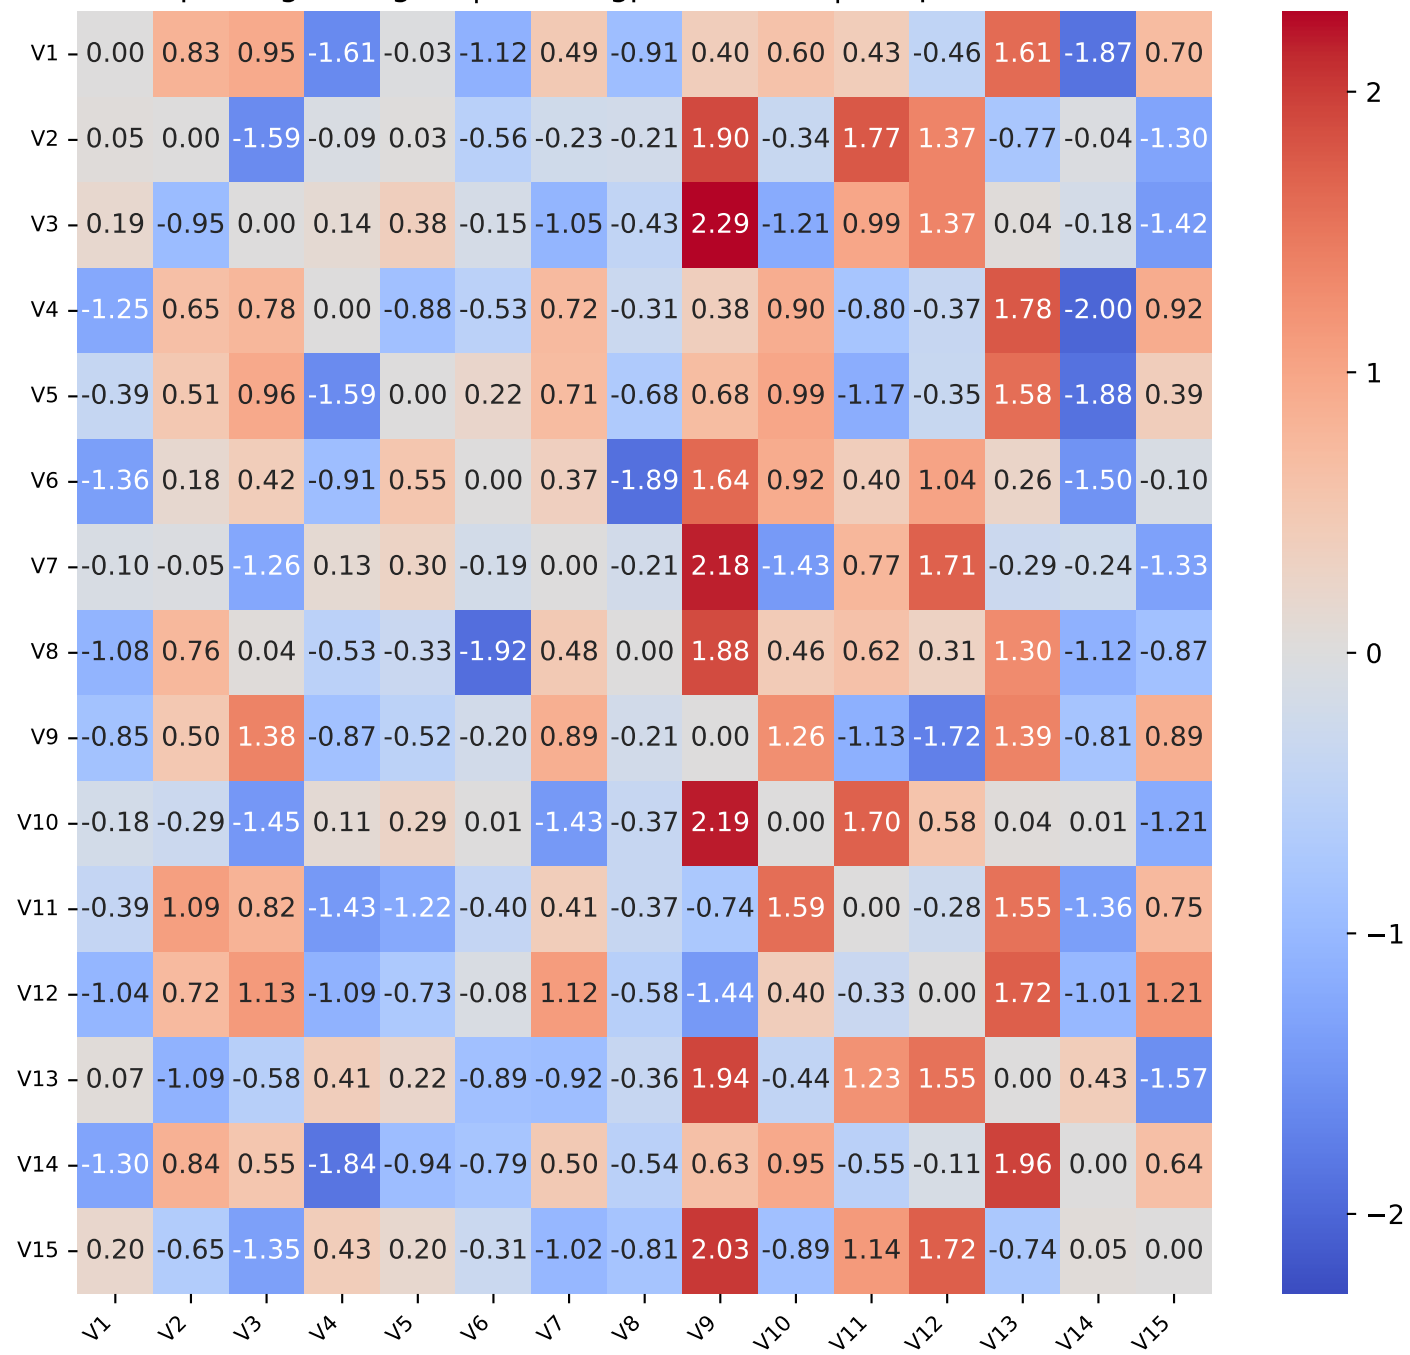 V1 0.00 0.83 0.95 -1.61 -0.03 -1.12 0.49 -0.91 0.40 0.60 0.43 -0.46 1.61 -1.87 0.70
V2 0.05 0.00 -1.59 -0.09 0.03 -0.56 -0.23 -0.21 1.90 -0.34 1.77 1.37 -0.77 -0.04 -1.30
V3 0.19 -0.95 0.00 0.14 0.38 -0.15 -1.05 -0.43 2.29 -1.21 0.99 1.37 0.04 -0.18 -1.42
V4 -1.25 0.65 0.78 0.00 -0.88 -0.53 0.72 -0.31 0.38 0.90 -0.80 -0.37 1.78 -2.00 0.92
V5 -0.39 0.51 0.96 -1.59 0.00 0.22 0.71 -0.68 0.68 0.99 -1.17 -0.35 1.58 -1.88 0.39
V6 -1.36 0.18 0.42 -0.91 0.55 0.00 0.37 -1.89 1.64 0.92 0.40 1.04 0.26 -1.50 -0.10
V7 -0.10 -0.05 -1.26 0.13 0.30 -0.19 0.00 -0.21 2.18 -1.43 0.77 1.71 -0.29 -0.24 -1.33
V8 -1.08 0.76 0.04 -0.53 -0.33 -1.92 0.48 0.00 1.88 0.46 0.62 0.31 1.30 -1.12 -0.87
V9 -0.85 0.50 1.38 -0.87 -0.52 -0.20 0.89 -0.21 0.00 1.26 -1.13 -1.72 1.39 -0.81 0.89
V10 -0.18 -0.29 -1.45 0.11 0.29 0.01 -1.43 -0.37 2.19 0.00 1.70 0.58 0.04 0.01 -1.21
V11 -0.39 1.09 0.82 -1.43 -1.22 -0.40 0.41 -0.37 -0.74 1.59 0.00 -0.28 1.55 -1.36 0.75
V12 -1.04 0.72 1.13 -1.09 -0.73 -0.08 1.12 -0.58 -1.44 0.40 -0.33 0.00 1.72 -1.01 1.21
V13 0.07 -1.09 -0.58 0.41 0.22 -0.89 -0.92 -0.36 1.94 -0.44 1.23 1.55 0.00 0.43 -1.57
V14 -1.30 0.84 0.55 -1.84 -0.94 -0.79 0.50 -0.54 0.63 0.95 -0.55 -0.11 1.96 0.00 0.64
V15 0.20 -0.65 -1.35 0.43 0.20 -0.31 -1.02 -0.81 2.03 -0.89 1.14 1.72 -0.74 0.05 0.00
V1 V2 V3 V4 V5 V6 V7 V8 V9 V10 V11 V12 V13 V14 V15
2
1
0
−1
−2